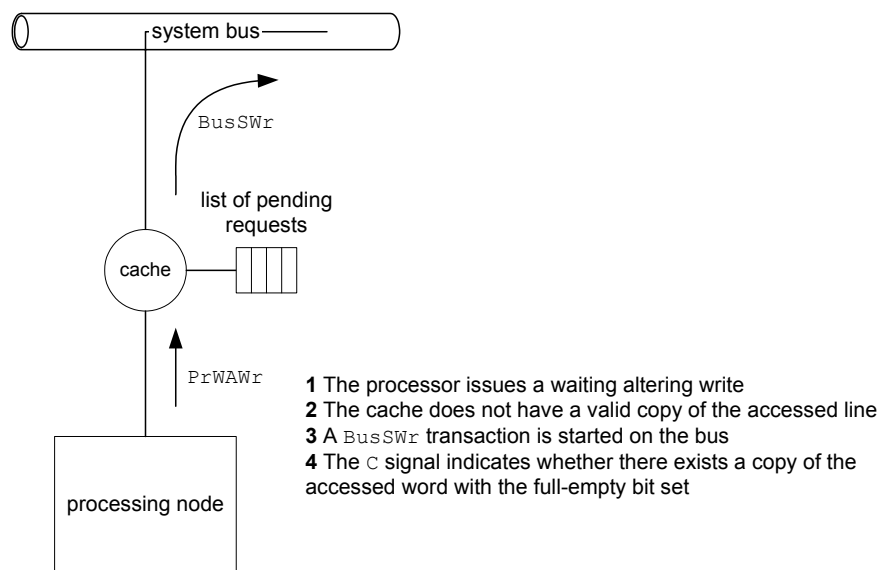 system bus
BusSWr
list of pending
requests
cache
PrWAWr
processing node
1 The processor issues a waiting altering write
2 The cache does not have a valid copy of the accessed line
3 A BusSWr transaction is started on the bus
4 The C signal indicates whether there exists a copy of the
accessed word with the full-empty bit set